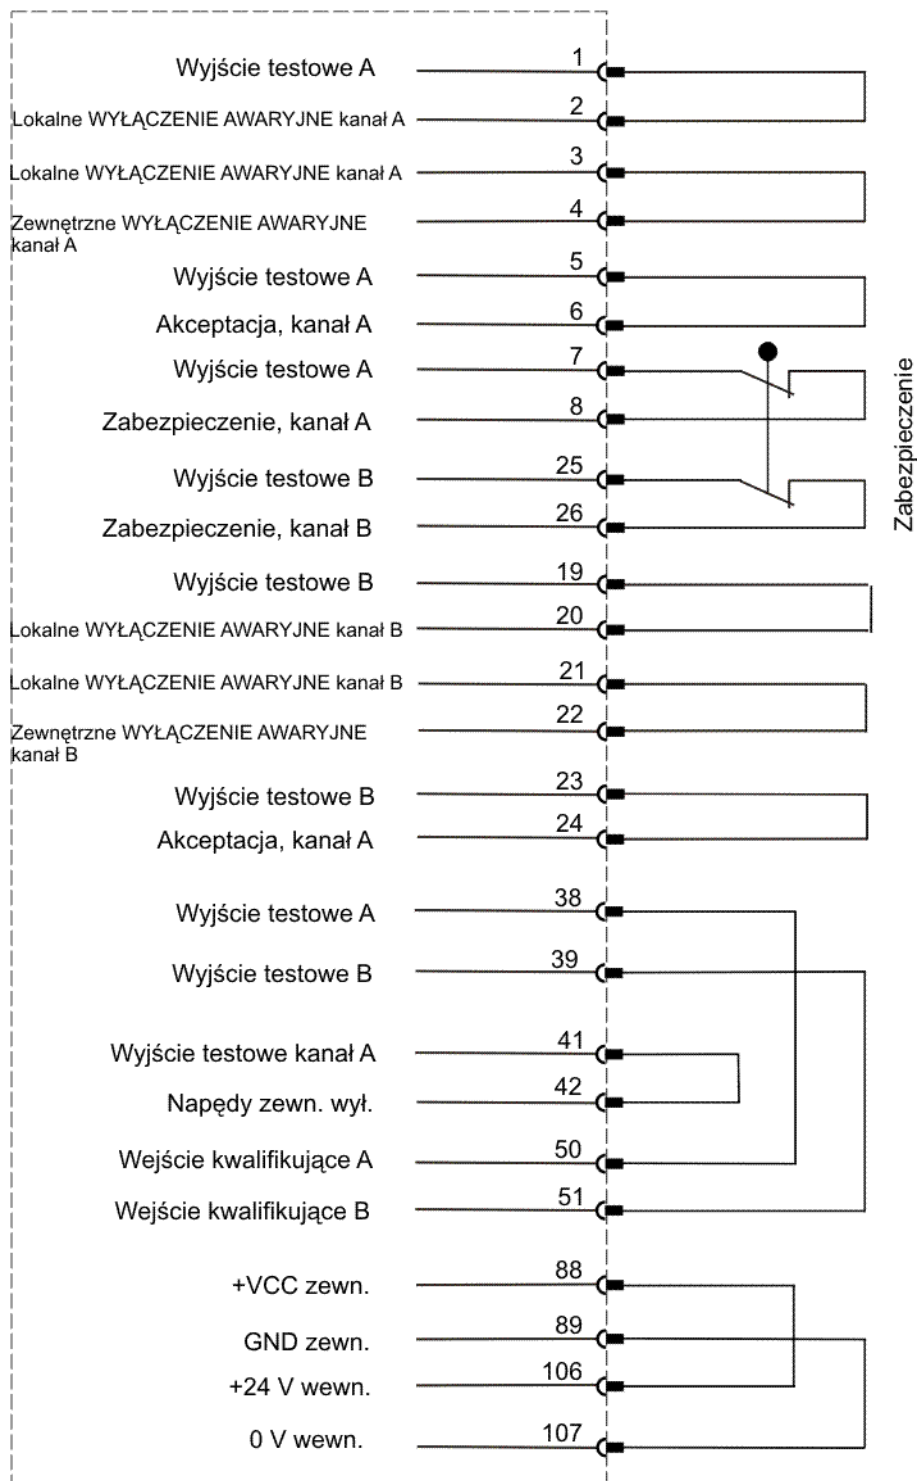 Wyjście testowe A 1
Lokalne WYŁĄCZENIE AWARYJNE kanał A 2
Lokalne WYŁĄCZENIE AWARYJNE kanał A 3
Zewnętrzne WYŁĄCZENIE AWARYJNE 4
kanał A
Wyjście testowe A 5
Akceptacja, kanał A 6
Wyjście testowe A 7
Zabezpieczenie, kanał A 8
Wyjście testowe B 25
Zabezpieczenie, kanał B 26
Zabezpieczenie
Wyjście testowe B 19
Lokalne WYŁĄCZENIE AWARYJNE kanał B 20
Lokalne WYŁĄCZENIE AWARYJNE kanał B 21
Zewnętrzne WYŁĄCZENIE AWARYJNE 22
kanał B
Wyjście testowe B 23
Akceptacja, kanał A 24
Wyjście testowe A 38
Wyjście testowe B 39
Wyjście testowe kanał A 41
Napędy zewn. wył. 42
Wejście kwalifikujące A 50
Wejście kwalifikujące B 51
+VCC zewn. 88
GND zewn. 89
+24 V wewn. 106
0 V wewn. 107